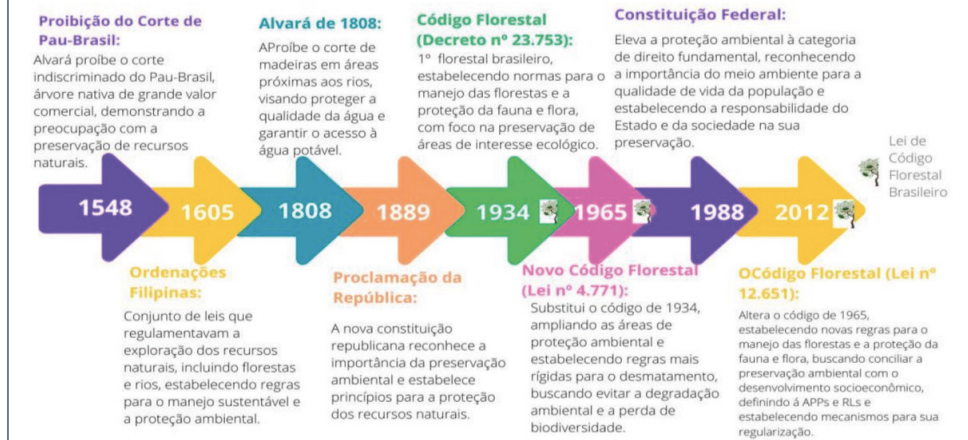 Proibição do Corte de
Pau-Brasil:
Alvará proíbe o corte
indiscriminado do Pau-Brasil,
árvore nativa de grande valor
comercial, demonstrando a
preocupação com a
preservação de recursos
naturais.
Alvará de 1808:
AProíbe o corte de
madeiras em áreas
próximas aos rios,
visando proteger a
qualidade da água e
garantir o acesso à
água potável.
Código Florestal
(Decreto nº 23.753):
1º florestal brasileiro,
estabelecendo normas para o
manejo das florestas e a
proteção da fauna e flora,
com foco na preservação de
áreas de interesse ecológico.
Constituição Federal:
Eleva a proteção ambiental à categoria
de direito fundamental, reconhecendo
a importância do meio ambiente para a
qualidade de vida da população e
estabelecendo a responsabilidade do
Estado e da sociedade na sua
preservação.
Lei de
Código
Florestal
Brasileiro
1548
1605
1808
1889
1934
1965
1988
2012
Ordenações
Filipinas:
Conjunto de leis que
regulamentavam a
exploração dos recursos
naturais, incluindo florestas
e rios, estabelecendo regras
para o manejo sustentável e
a proteção ambiental.
Proclamação da
República:
A nova constituição
republicana reconhece a
importância da preservação
ambiental e estabelece
princípios para a proteção
dos recursos naturais.
Novo Código Florestal
(Lei nº 4.771):
Substitui o código de 1934,
ampliando as áreas de
proteção ambiental e
estabelecendo regras mais
rígidas para o desmatamento,
buscando evitar a degradação
ambiental e a perda de
biodiversidade.
OCódigo Florestal (Lei nº
12.651):
Altera o código de 1965,
estabelecendo novas regras para o
manejo das florestas e a proteção da
fauna e flora, buscando conciliar a
preservação ambiental com o
desenvolvimento socioeconômico,
definindo á APPs e RLs e
estabelecendo mecanismos para sua
regularização.